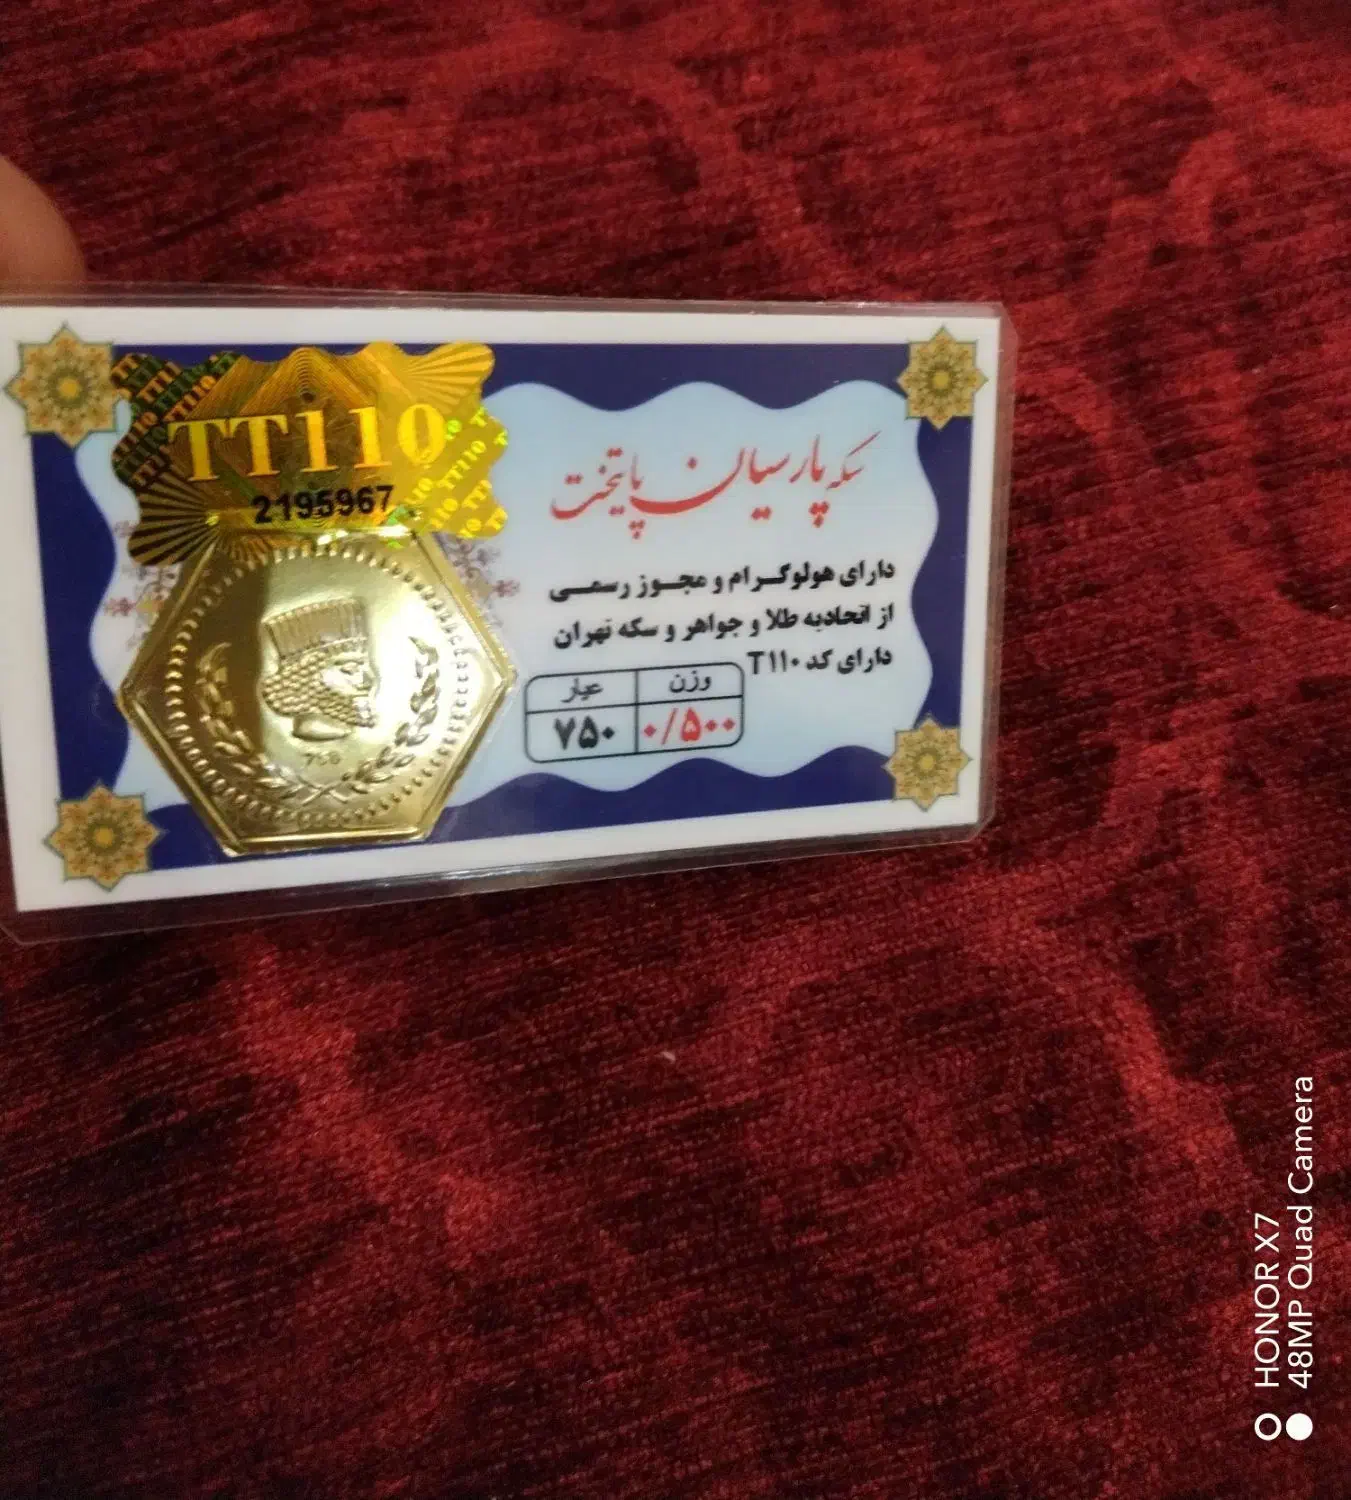 TT110
2195967
سکه پارسیان پایتخت
دارای هولوگرام و مجوز رسمی
از اتحادیه طلا و جواهر و سکه تهران
دارای کد T۱۱۰
وزن عیار
۰/۵۰۰ ۷۵۰
750
HONOR X7
48MP Quad Camera